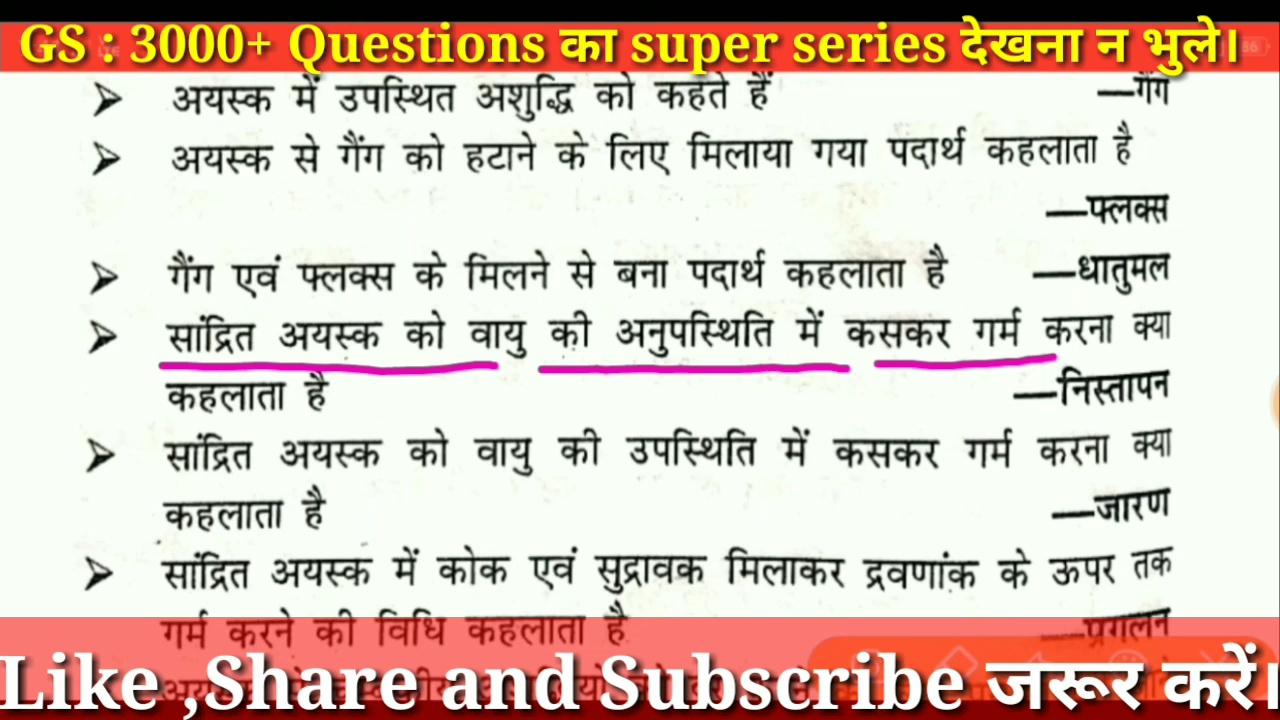 GS : 3000+ Questions का super series देखना न भुले।
86
➢ अयस्क में उपस्थित अशुद्धि को कहते हैं —गैंग
➢ अयस्क से गैंग को हटाने के लिए मिलाया गया पदार्थ कहलाता है
—फ्लक्स
➢ गैंग एवं फ्लक्स के मिलने से बना पदार्थ कहलाता है —धातुमल
➢ सांद्रित अयस्क को वायु की अनुपस्थिति में कसकर गर्म करना क्या
कहलाता है —निस्तापन
➢ सांद्रित अयस्क को वायु की उपस्थिति में कसकर गर्म करना क्या
कहलाता है —जारण
➢ सांद्रित अयस्क में कोक एवं सुद्रावक मिलाकर द्रवणांक के ऊपर तक
गर्म करने की विधि कहलाता है —प्रगलन
Like ,Share and Subscribe जरूर करें।